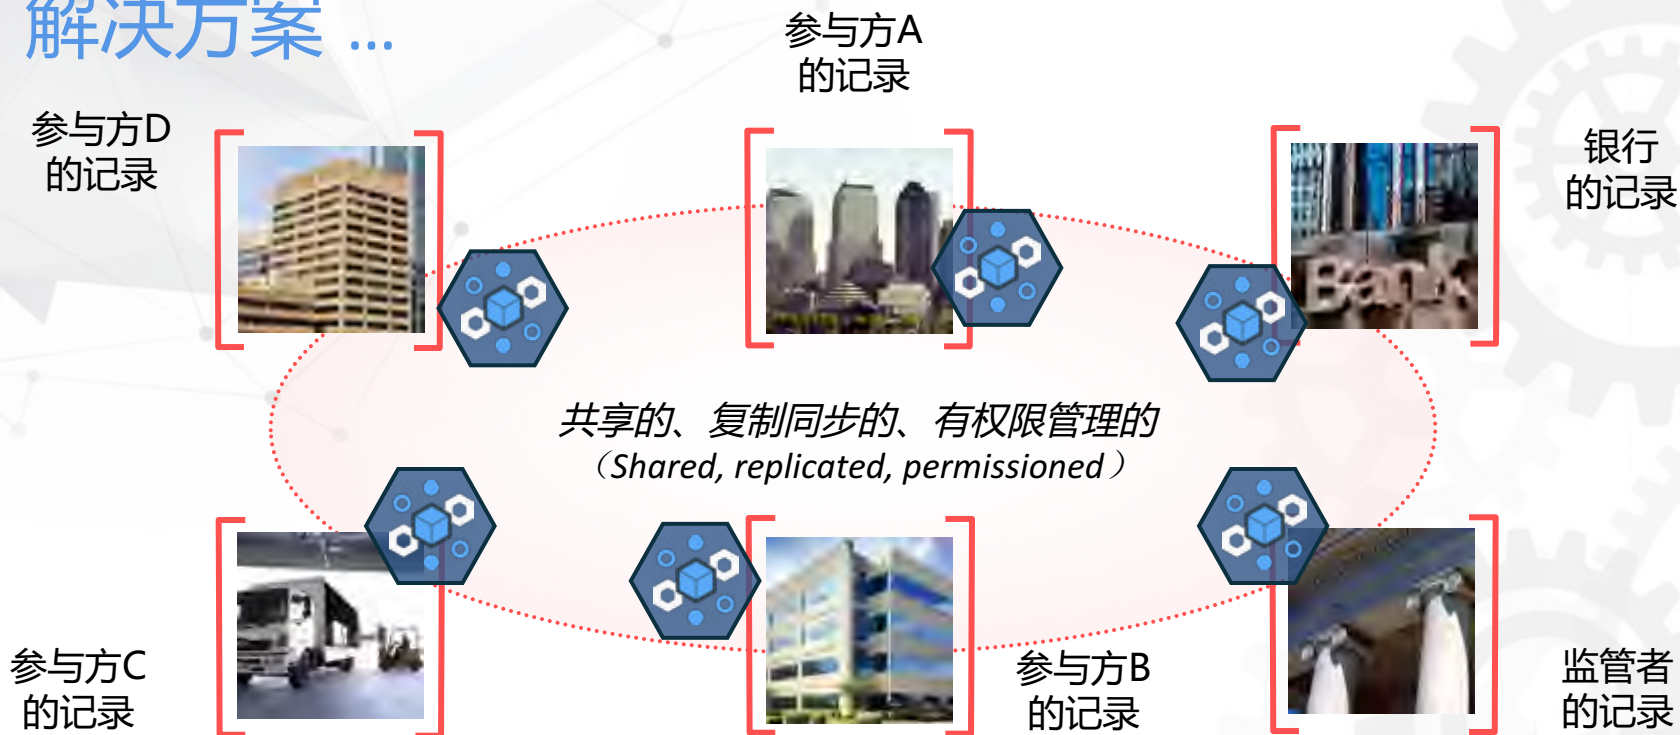 解决方案 ...
参与方A
的记录
参与方D
的记录
银行
的记录
Bank
共享的、复制同步的、有权限管理的
（Shared, replicated, permissioned）
参与方C
的记录
参与方B
的记录
监管者
的记录